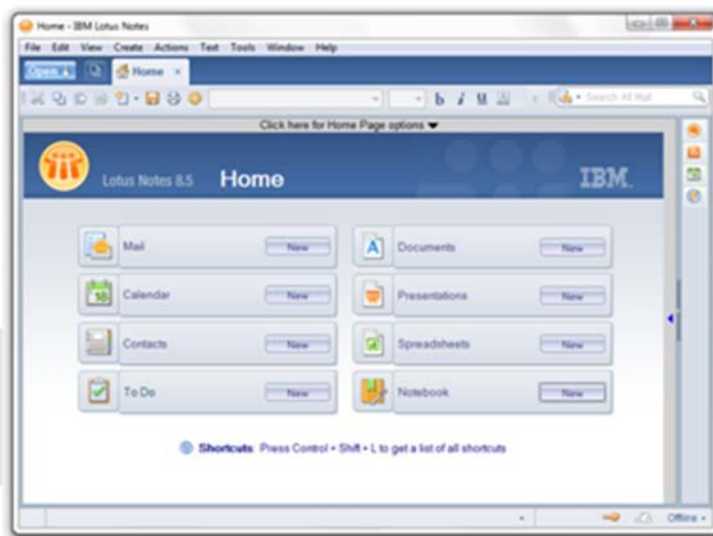 Home - IBM Lotus Notes
File Edit View Create Actions Text Tools Window Help
Open
Home ×
b i U
Search All Mail
Click here for Home Page options
Lotus Notes 8.5 Home IBM.
Mail New Documents New
Calendar New Presentations New
Contacts New Spreadsheets New
To Do New Notebook New
Shortcuts: Press Control + Shift + L to get a list of all shortcuts
Offline